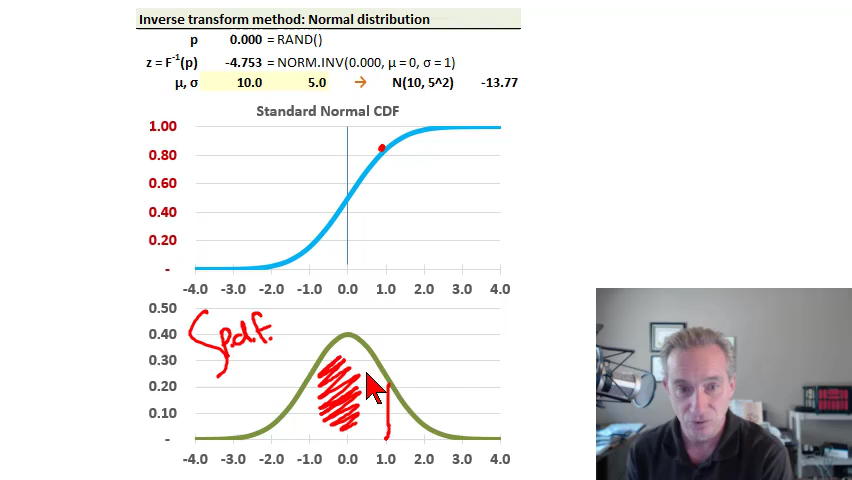 Inverse transform method: Normal distribution
p 0.000 = RAND()
z = F⁻¹(p) -4.753 = NORM.INV(0.000, μ = 0, σ = 1)
μ, σ 10.0 5.0 → N(10, 5^2) -13.77
Standard Normal CDF
1.00
0.80
0.60
0.40
0.20
-
-4.0 -3.0 -2.0 -1.0 0.0 1.0 2.0 3.0 4.0
0.50
0.40
0.30
0.20
0.10
-
-4.0 -3.0 -2.0 -1.0 0.0 1.0 2.0 3.0 4.0
p.d.f.